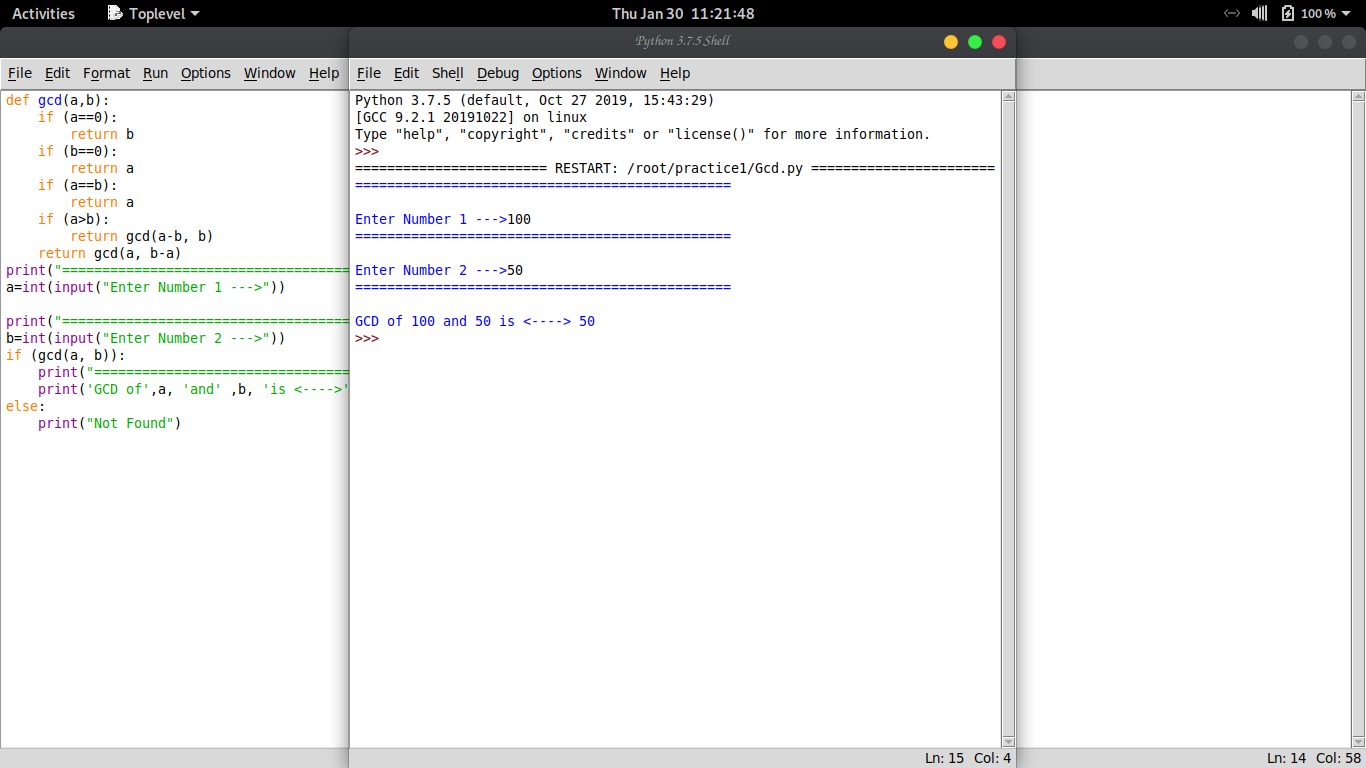 Activities Toplevel Thu Jan 30 11:21:48 100 %
Python 3.7.5 Shell
File Edit Format Run Options Window Help
def gcd(a,b):
    if (a==0):
        return b
    if (b==0):
        return a
    if (a==b):
        return a
    if (a>b):
        return gcd(a-b, b)
    return gcd(a, b-a)
print("====================================
a=int(input("Enter Number 1 --->"))
print("====================================
b=int(input("Enter Number 2 --->"))
if (gcd(a, b)):
    print("================================
    print('GCD of',a, 'and' ,b, 'is <---->'
else:
    print("Not Found")
File Edit Shell Debug Options Window Help
Python 3.7.5 (default, Oct 27 2019, 15:43:29)
[GCC 9.2.1 20191022] on linux
Type "help", "copyright", "credits" or "license()" for more information.
>>>
======================== RESTART: /root/practice1/Gcd.py =======================
===============================================
Enter Number 1 --->100
===============================================
Enter Number 2 --->50
===============================================
GCD of 100 and 50 is <----> 50
>>>
Ln: 15 Col: 4
Ln: 14 Col: 58